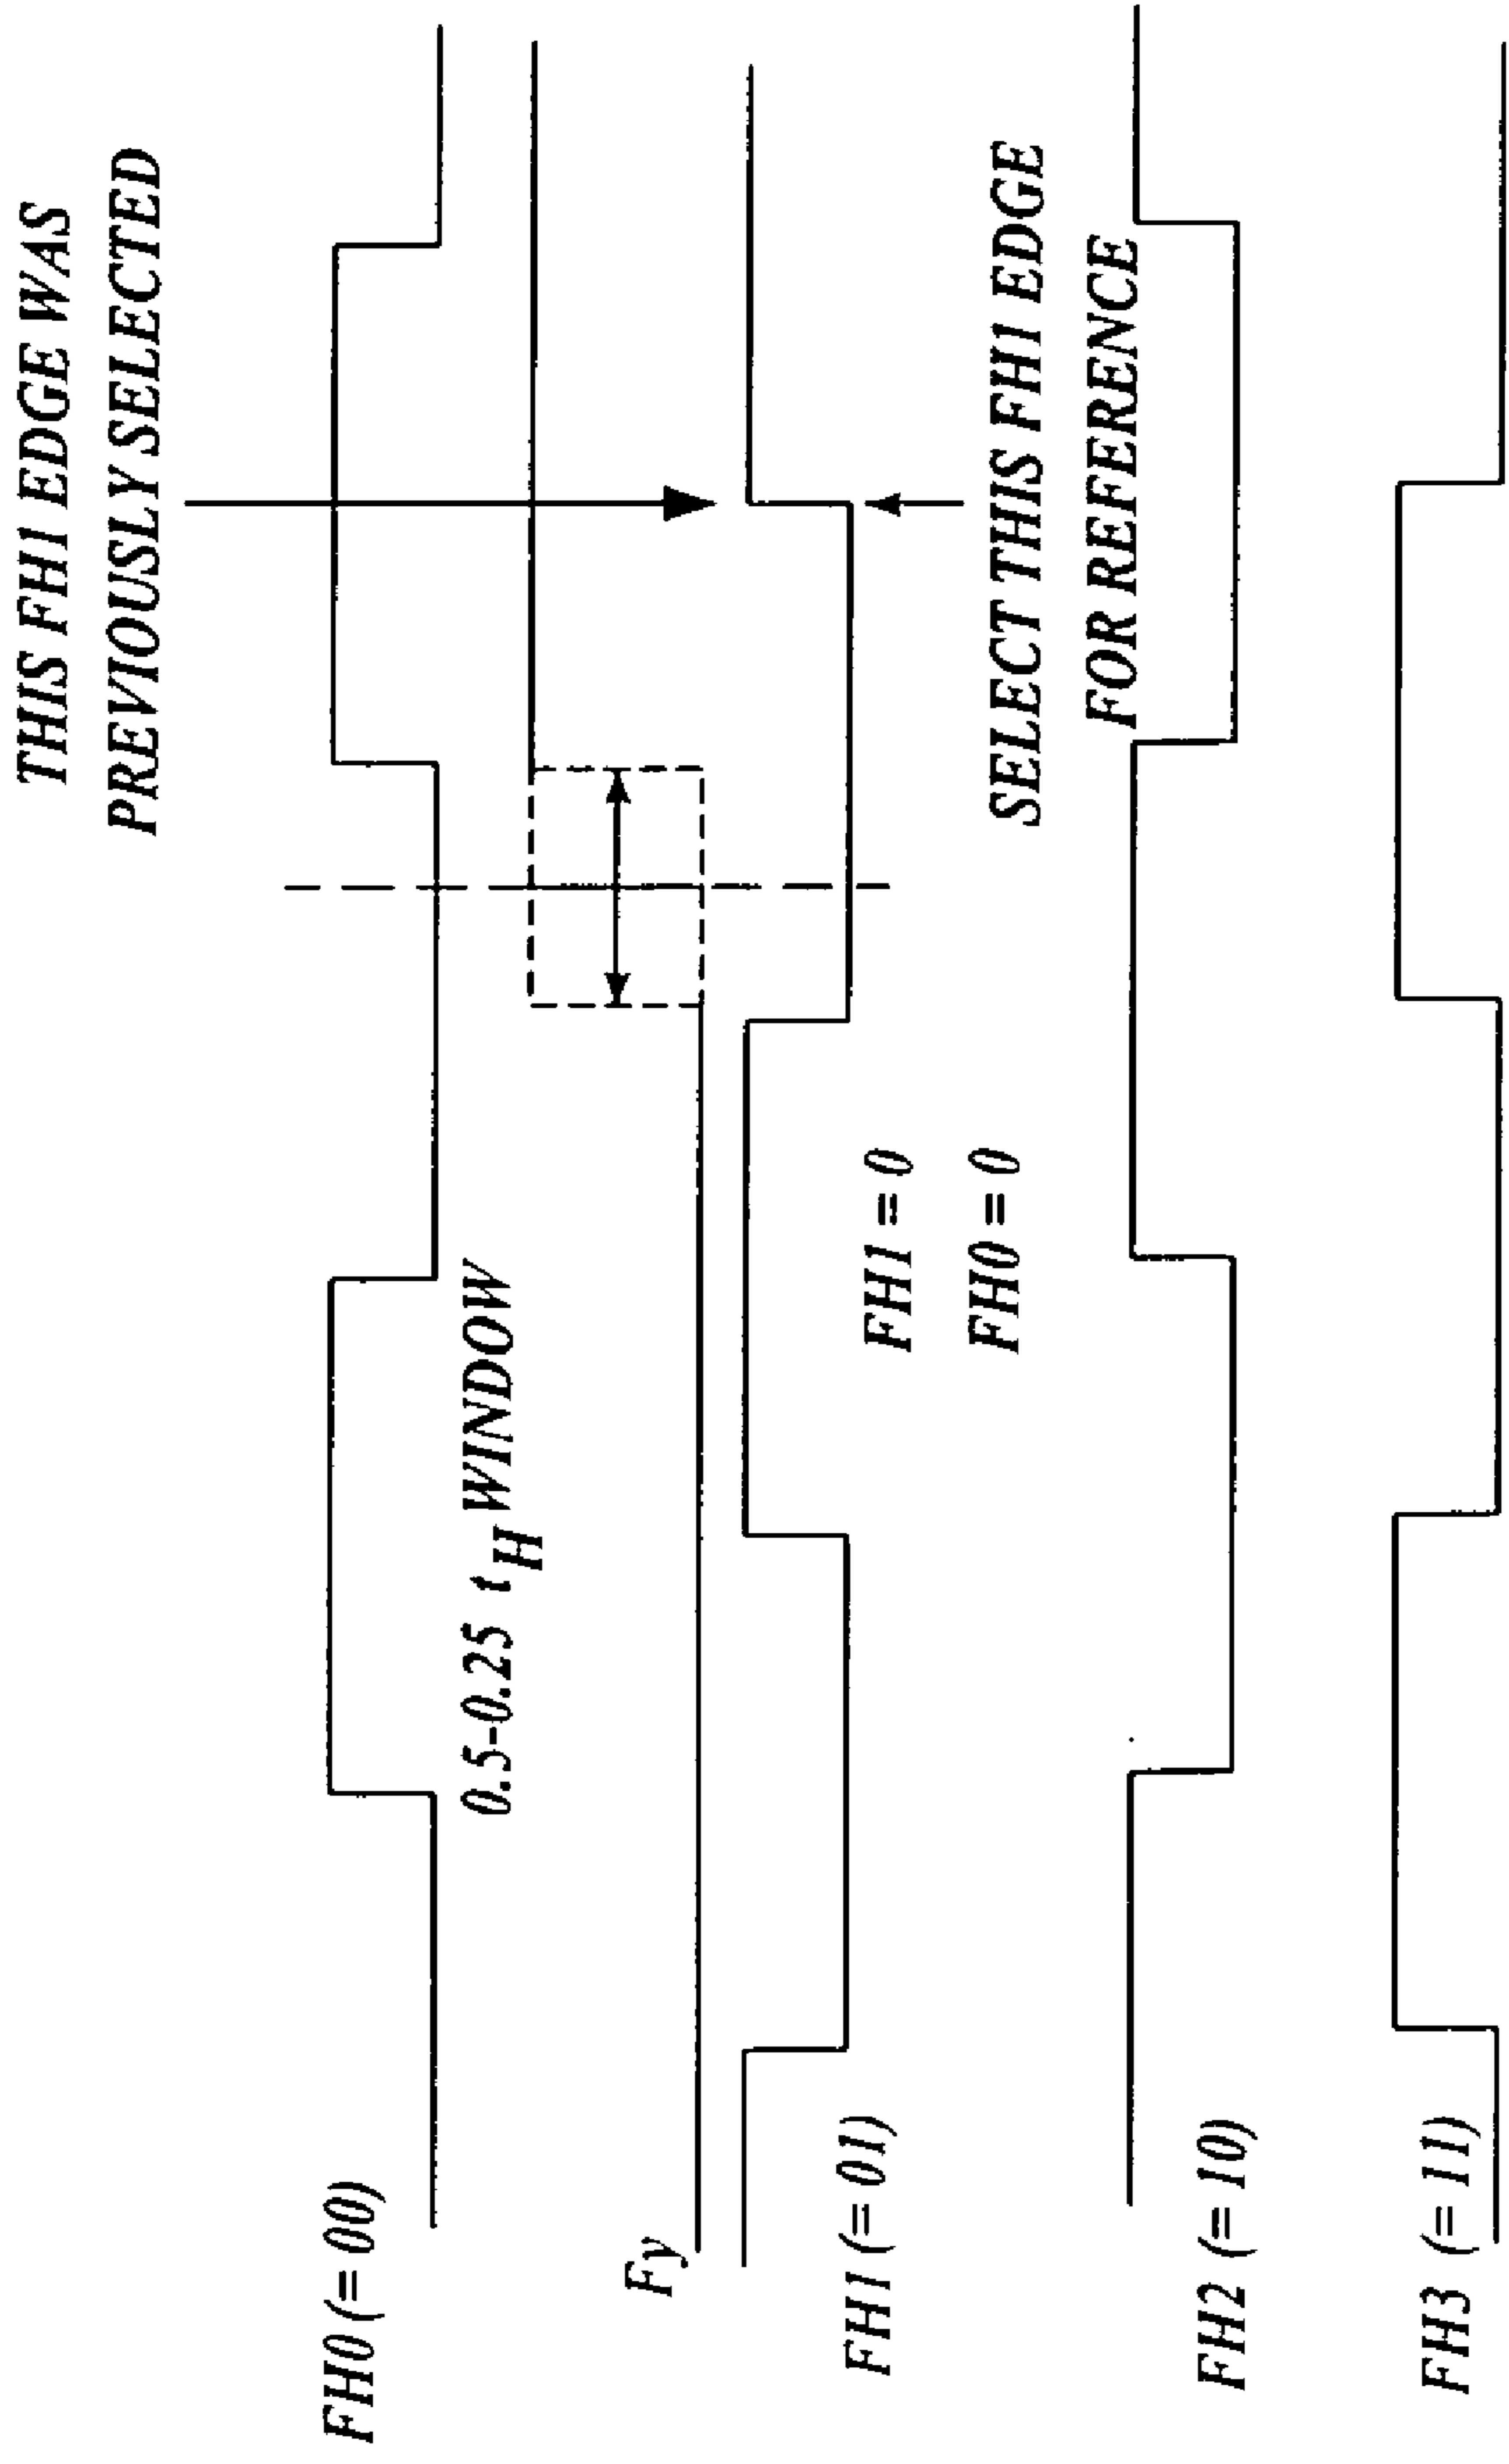 THIS FH1 EDGE WAS
PREVIOUSLY SELECTED
FH0 (= 00)
0.5-0.25 tH WINDOW
Fy
FH1 (= 01)
FH1 = 0
FH0 = 0
SELECT THIS FH1 EDGE
FOR REFERENCE
FH2 (= 10)
FH3 (= 11)